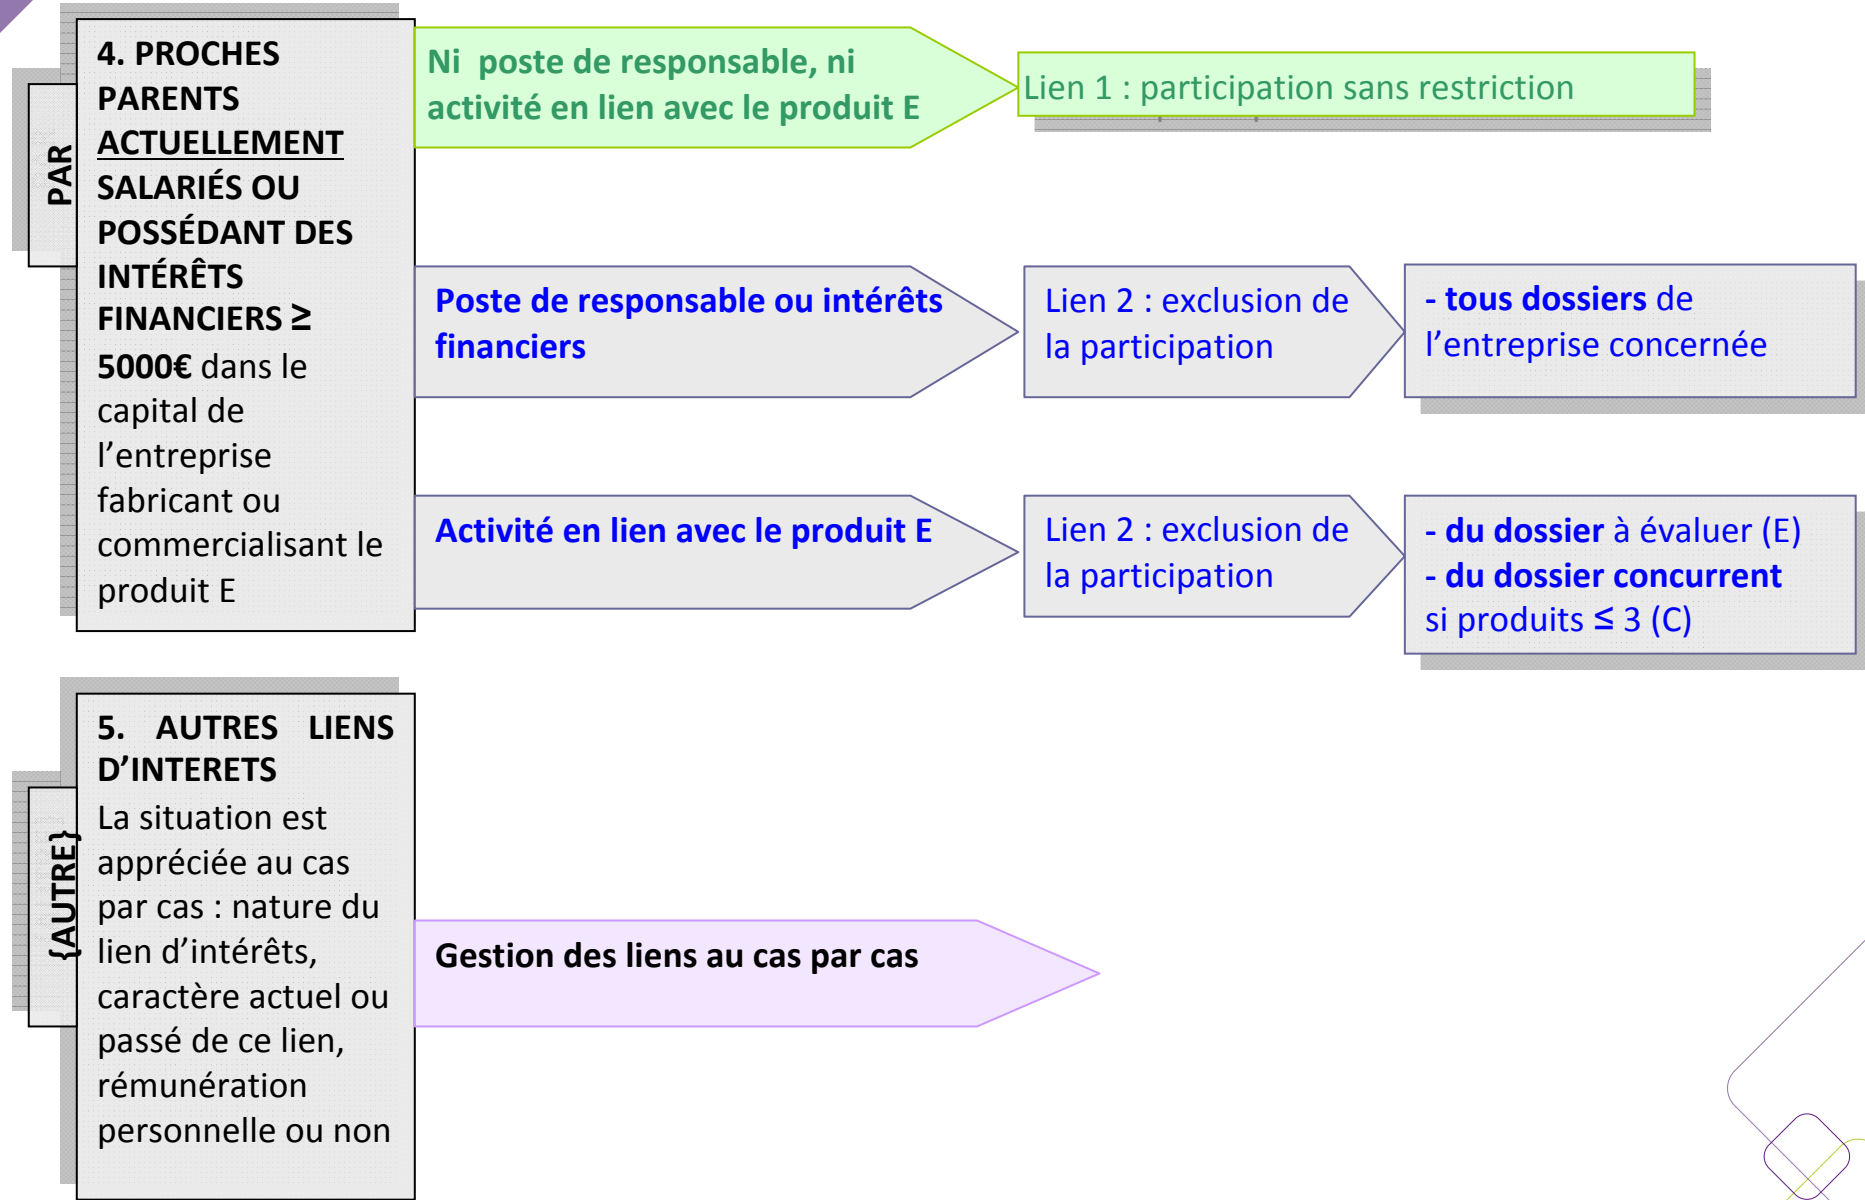 PAR
4. PROCHES
PARENTS
ACTUELLEMENT
SALARIÉS OU
POSSÉDANT DES
INTÉRÊTS
FINANCIERS ≥
5000€ dans le
capital de
l’entreprise
fabricant ou
commercialisant le
produit E
Ni poste de responsable, ni
activité en lien avec le produit E
Lien 1 : participation sans restriction
Poste de responsable ou intérêts
financiers
Lien 2 : exclusion de
la participation
- tous dossiers de
l’entreprise concernée
Activité en lien avec le produit E
Lien 2 : exclusion de
la participation
- du dossier à évaluer (E)
- du dossier concurrent
si produits ≤ 3 (C)
{AUTRE}
5. AUTRES LIENS
D’INTERETS
La situation est
appréciée au cas
par cas : nature du
lien d’intérêts,
caractère actuel ou
passé de ce lien,
rémunération
personnelle ou non
Gestion des liens au cas par cas